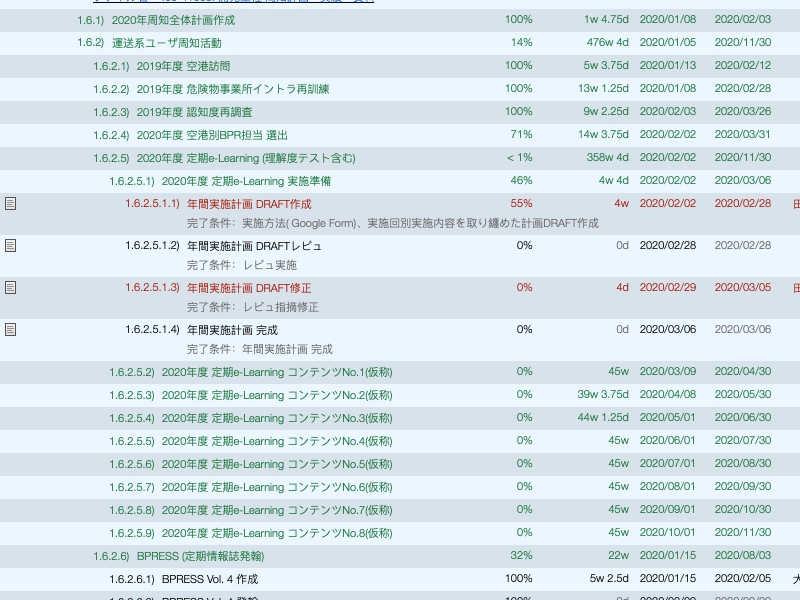 1.6.1) 2020年周知全体計画作成 100% 1w 4.75d 2020/01/08 2020/02/03
1.6.2) 運送系ユーザ周知活動 14% 476w 4d 2020/01/05 2020/11/30
1.6.2.1) 2019年度 空港訪問 100% 5w 3.75d 2020/01/13 2020/02/12
1.6.2.2) 2019年度 危険物事業所イントラ再訓練 100% 13w 1.25d 2020/01/08 2020/02/28
1.6.2.3) 2019年度 認知度再調査 100% 9w 2.25d 2020/02/03 2020/03/26
1.6.2.4) 2020年度 空港別BPR担当 選出 71% 14w 3.75d 2020/02/02 2020/03/31
1.6.2.5) 2020年度 定期e-Learning (理解度テスト含む) < 1% 358w 4d 2020/02/02 2020/11/30
1.6.2.5.1) 2020年度 定期e-Learning 実施準備 46% 4w 4d 2020/02/02 2020/03/06
1.6.2.5.1.1) 年間実施計画 DRAFT作成 55% 4w 2020/02/02 2020/02/28
完了条件: 実施方法( Google Form)、実施回別実施内容を取り纏めた計画DRAFT作成
1.6.2.5.1.2) 年間実施計画 DRAFTレビュ 0% 0d 2020/02/28 2020/02/28
完了条件: レビュ実施
1.6.2.5.1.3) 年間実施計画 DRAFT修正 0% 4d 2020/02/29 2020/03/05
完了条件: レビュ指摘修正
1.6.2.5.1.4) 年間実施計画 完成 0% 0d 2020/03/06 2020/03/06
完了条件: 年間実施計画 完成
1.6.2.5.2) 2020年度 定期e-Learning コンテンツNo.1(仮称) 0% 45w 2020/03/09 2020/04/30
1.6.2.5.3) 2020年度 定期e-Learning コンテンツNo.2(仮称) 0% 39w 3.75d 2020/04/08 2020/05/30
1.6.2.5.4) 2020年度 定期e-Learning コンテンツNo.3(仮称) 0% 44w 1.25d 2020/05/01 2020/06/30
1.6.2.5.5) 2020年度 定期e-Learning コンテンツNo.4(仮称) 0% 45w 2020/06/01 2020/07/30
1.6.2.5.6) 2020年度 定期e-Learning コンテンツNo.5(仮称) 0% 45w 2020/07/01 2020/08/30
1.6.2.5.7) 2020年度 定期e-Learning コンテンツNo.6(仮称) 0% 45w 2020/08/01 2020/09/30
1.6.2.5.8) 2020年度 定期e-Learning コンテンツNo.7(仮称) 0% 45w 2020/09/01 2020/10/30
1.6.2.5.9) 2020年度 定期e-Learning コンテンツNo.8(仮称) 0% 45w 2020/10/01 2020/11/30
1.6.2.6) BPRESS (定期情報誌発翰) 32% 22w 2020/01/15 2020/08/03
1.6.2.6.1) BPRESS Vol. 4 作成 100% 5w 2.5d 2020/01/15 2020/02/05